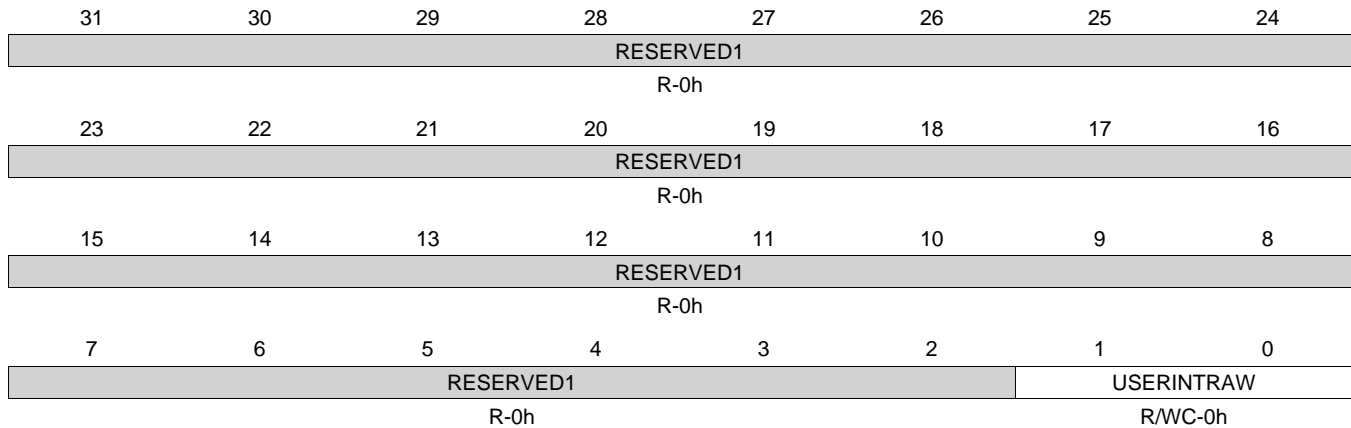 31 30 29 28 27 26 25 24
RESERVED1
R-0h
23 22 21 20 19 18 17 16
RESERVED1
R-0h
15 14 13 12 11 10 9 8
RESERVED1
R-0h
7 6 5 4 3 2 1 0
RESERVED1 USERINTRAW
R-0h R/WC-0h